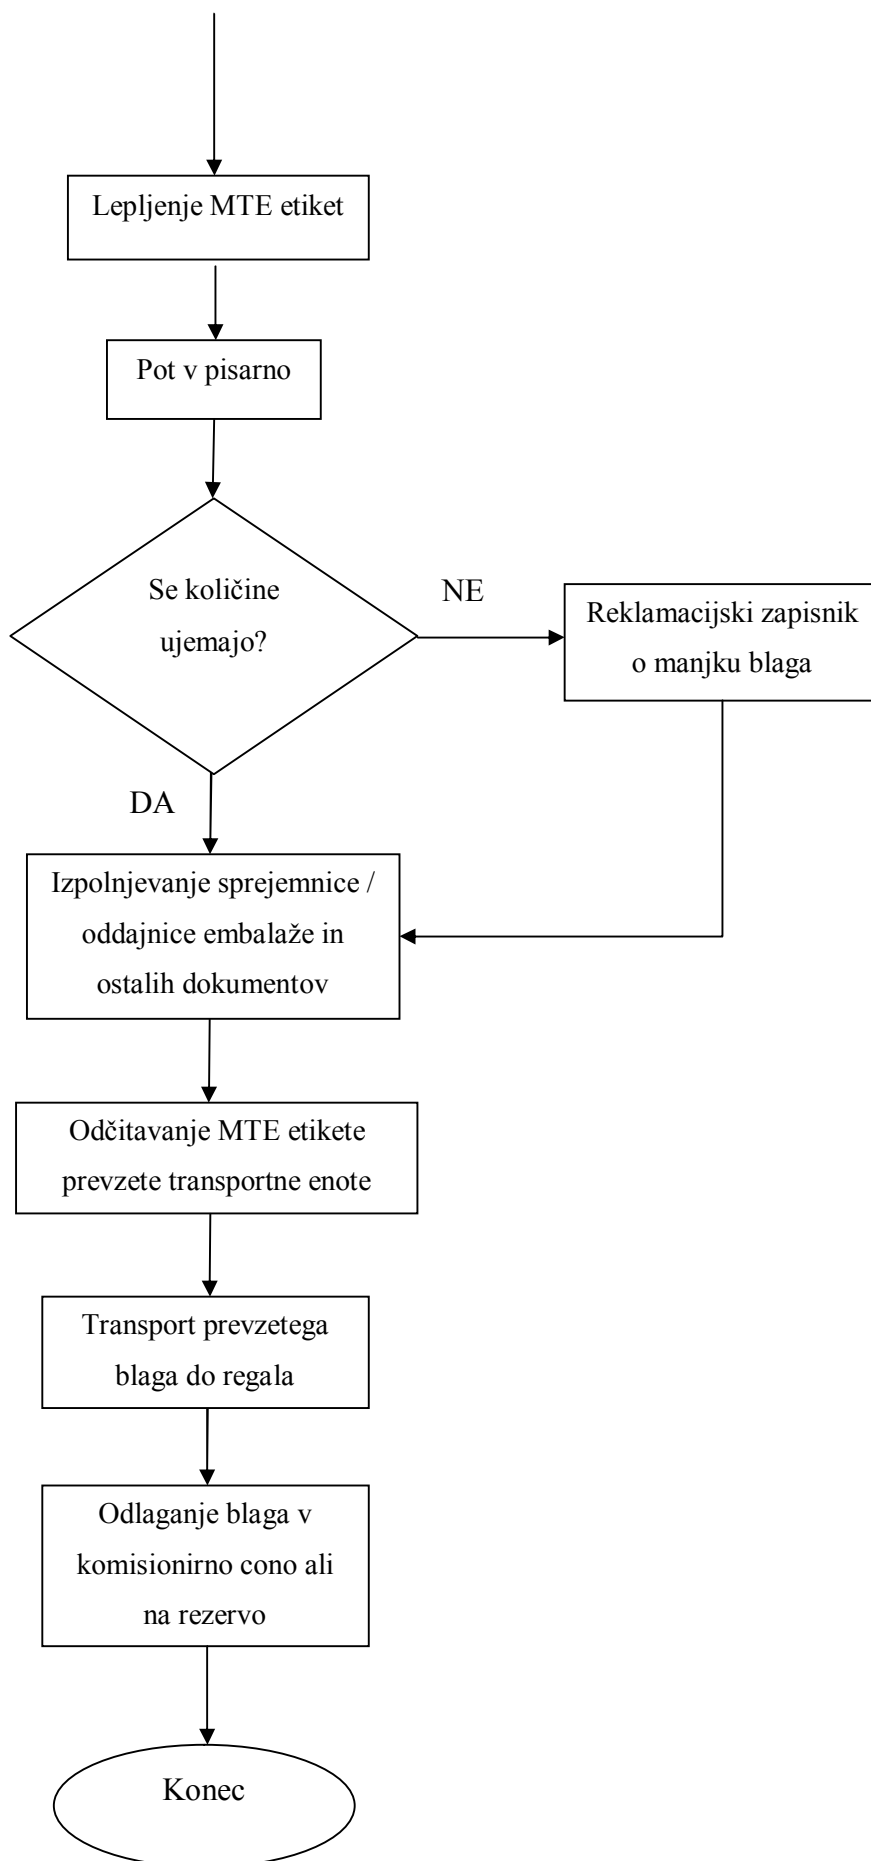 Lepljenje MTE etiket
Pot v pisarno
Se količine
ujemajo?
NE
Reklamacijski zapisnik
o manjku blaga
DA
Izpolnjevanje sprejemnice /
oddajnice embalaže in
ostalih dokumentov
Odčitavanje MTE etikete
prevzete transportne enote
Transport prevzetega
blaga do regala
Odlaganje blaga v
komisionirno cono ali
na rezervo
Konec